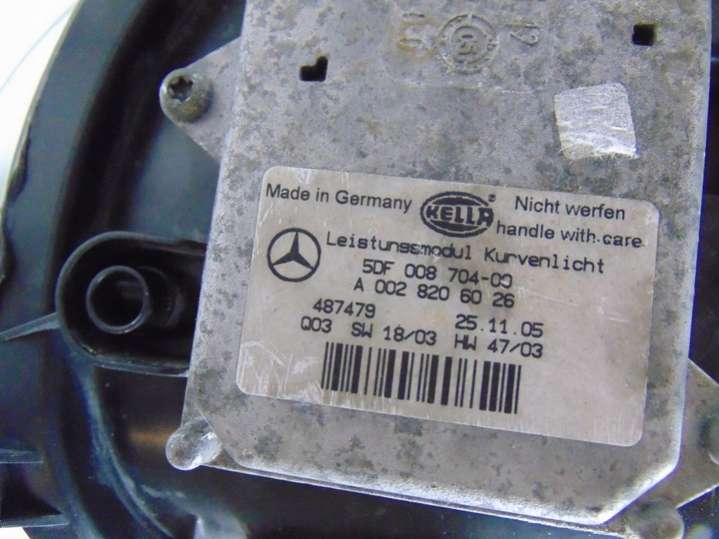 Made in Germany HELLA ® Nicht werfen
handle with care
Leistungsmodul Kurvenlicht
5DF 008 704-09
A 002 820 60 26
487479 25.11.05
Q03 SW 18/03 HW 47/03